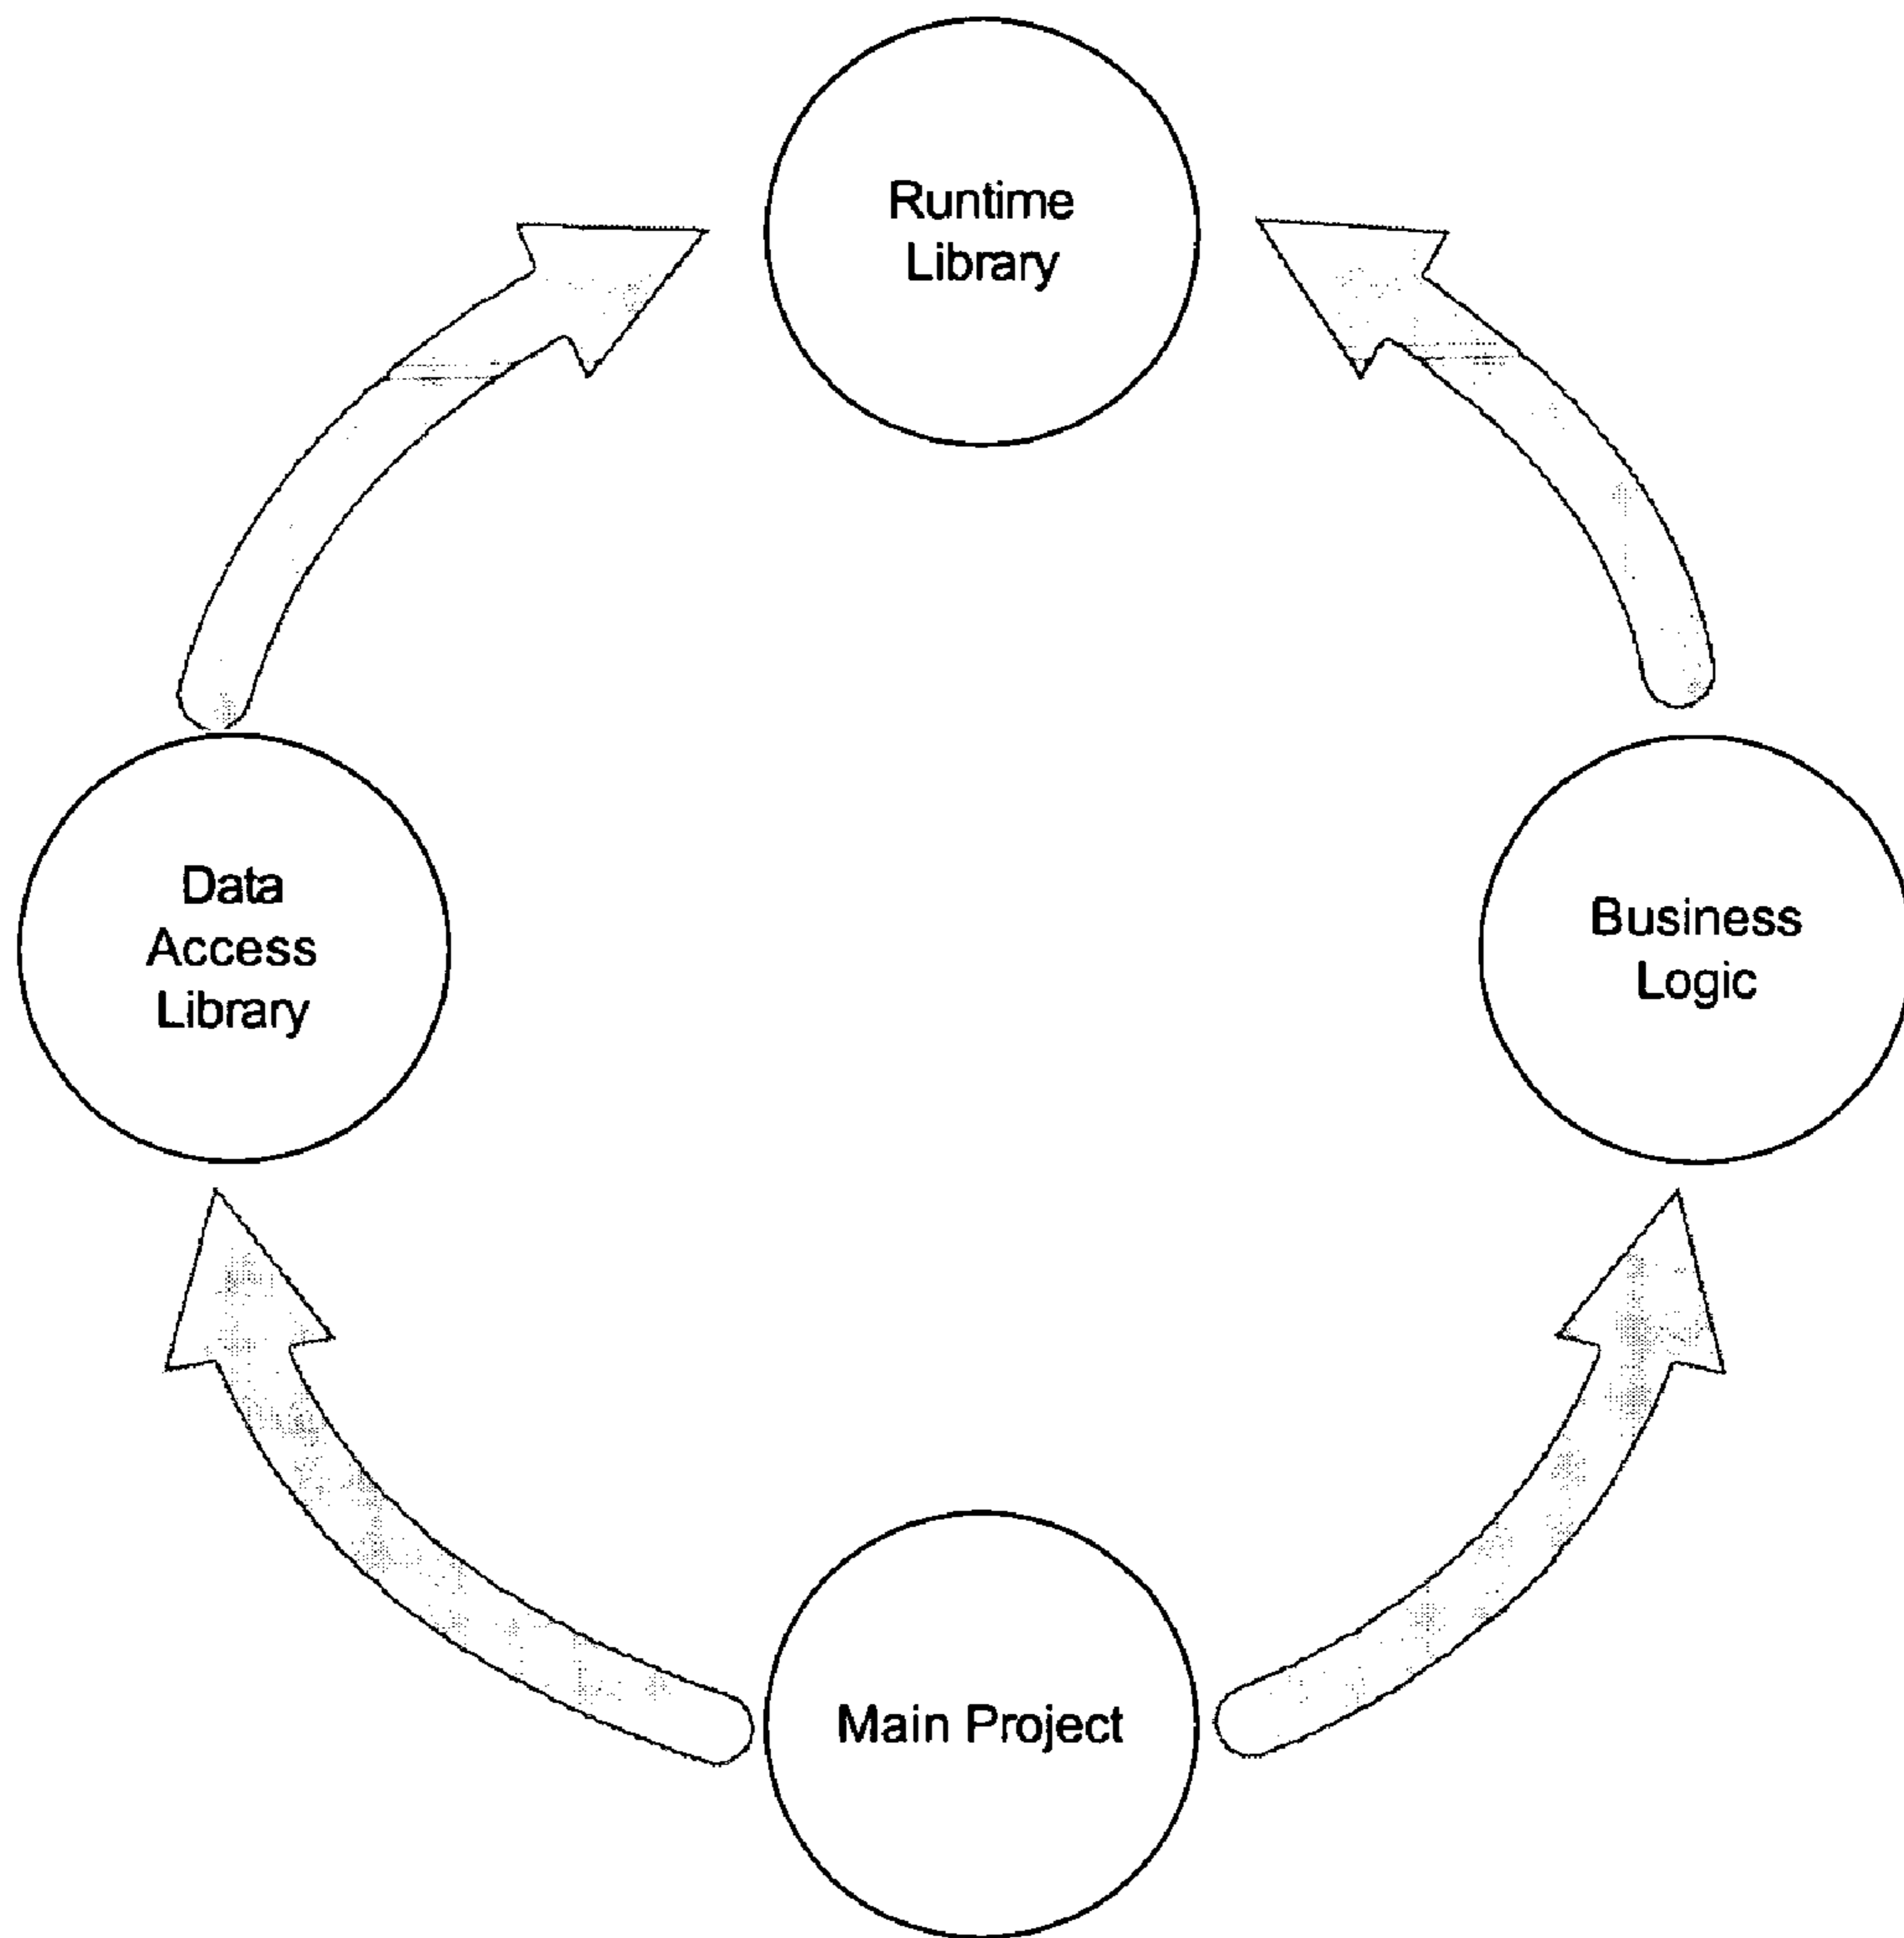 Runtime
Library
Data
Access
Library
Business
Logic
Main Project